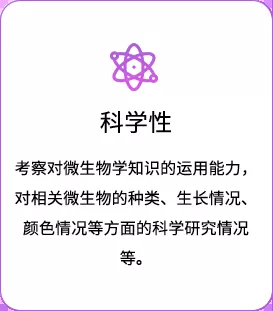 科学性
考察对微生物学知识的运用能力，
对相关微生物的种类、生长情况、
颜色情况等方面的科学研究情况
等。